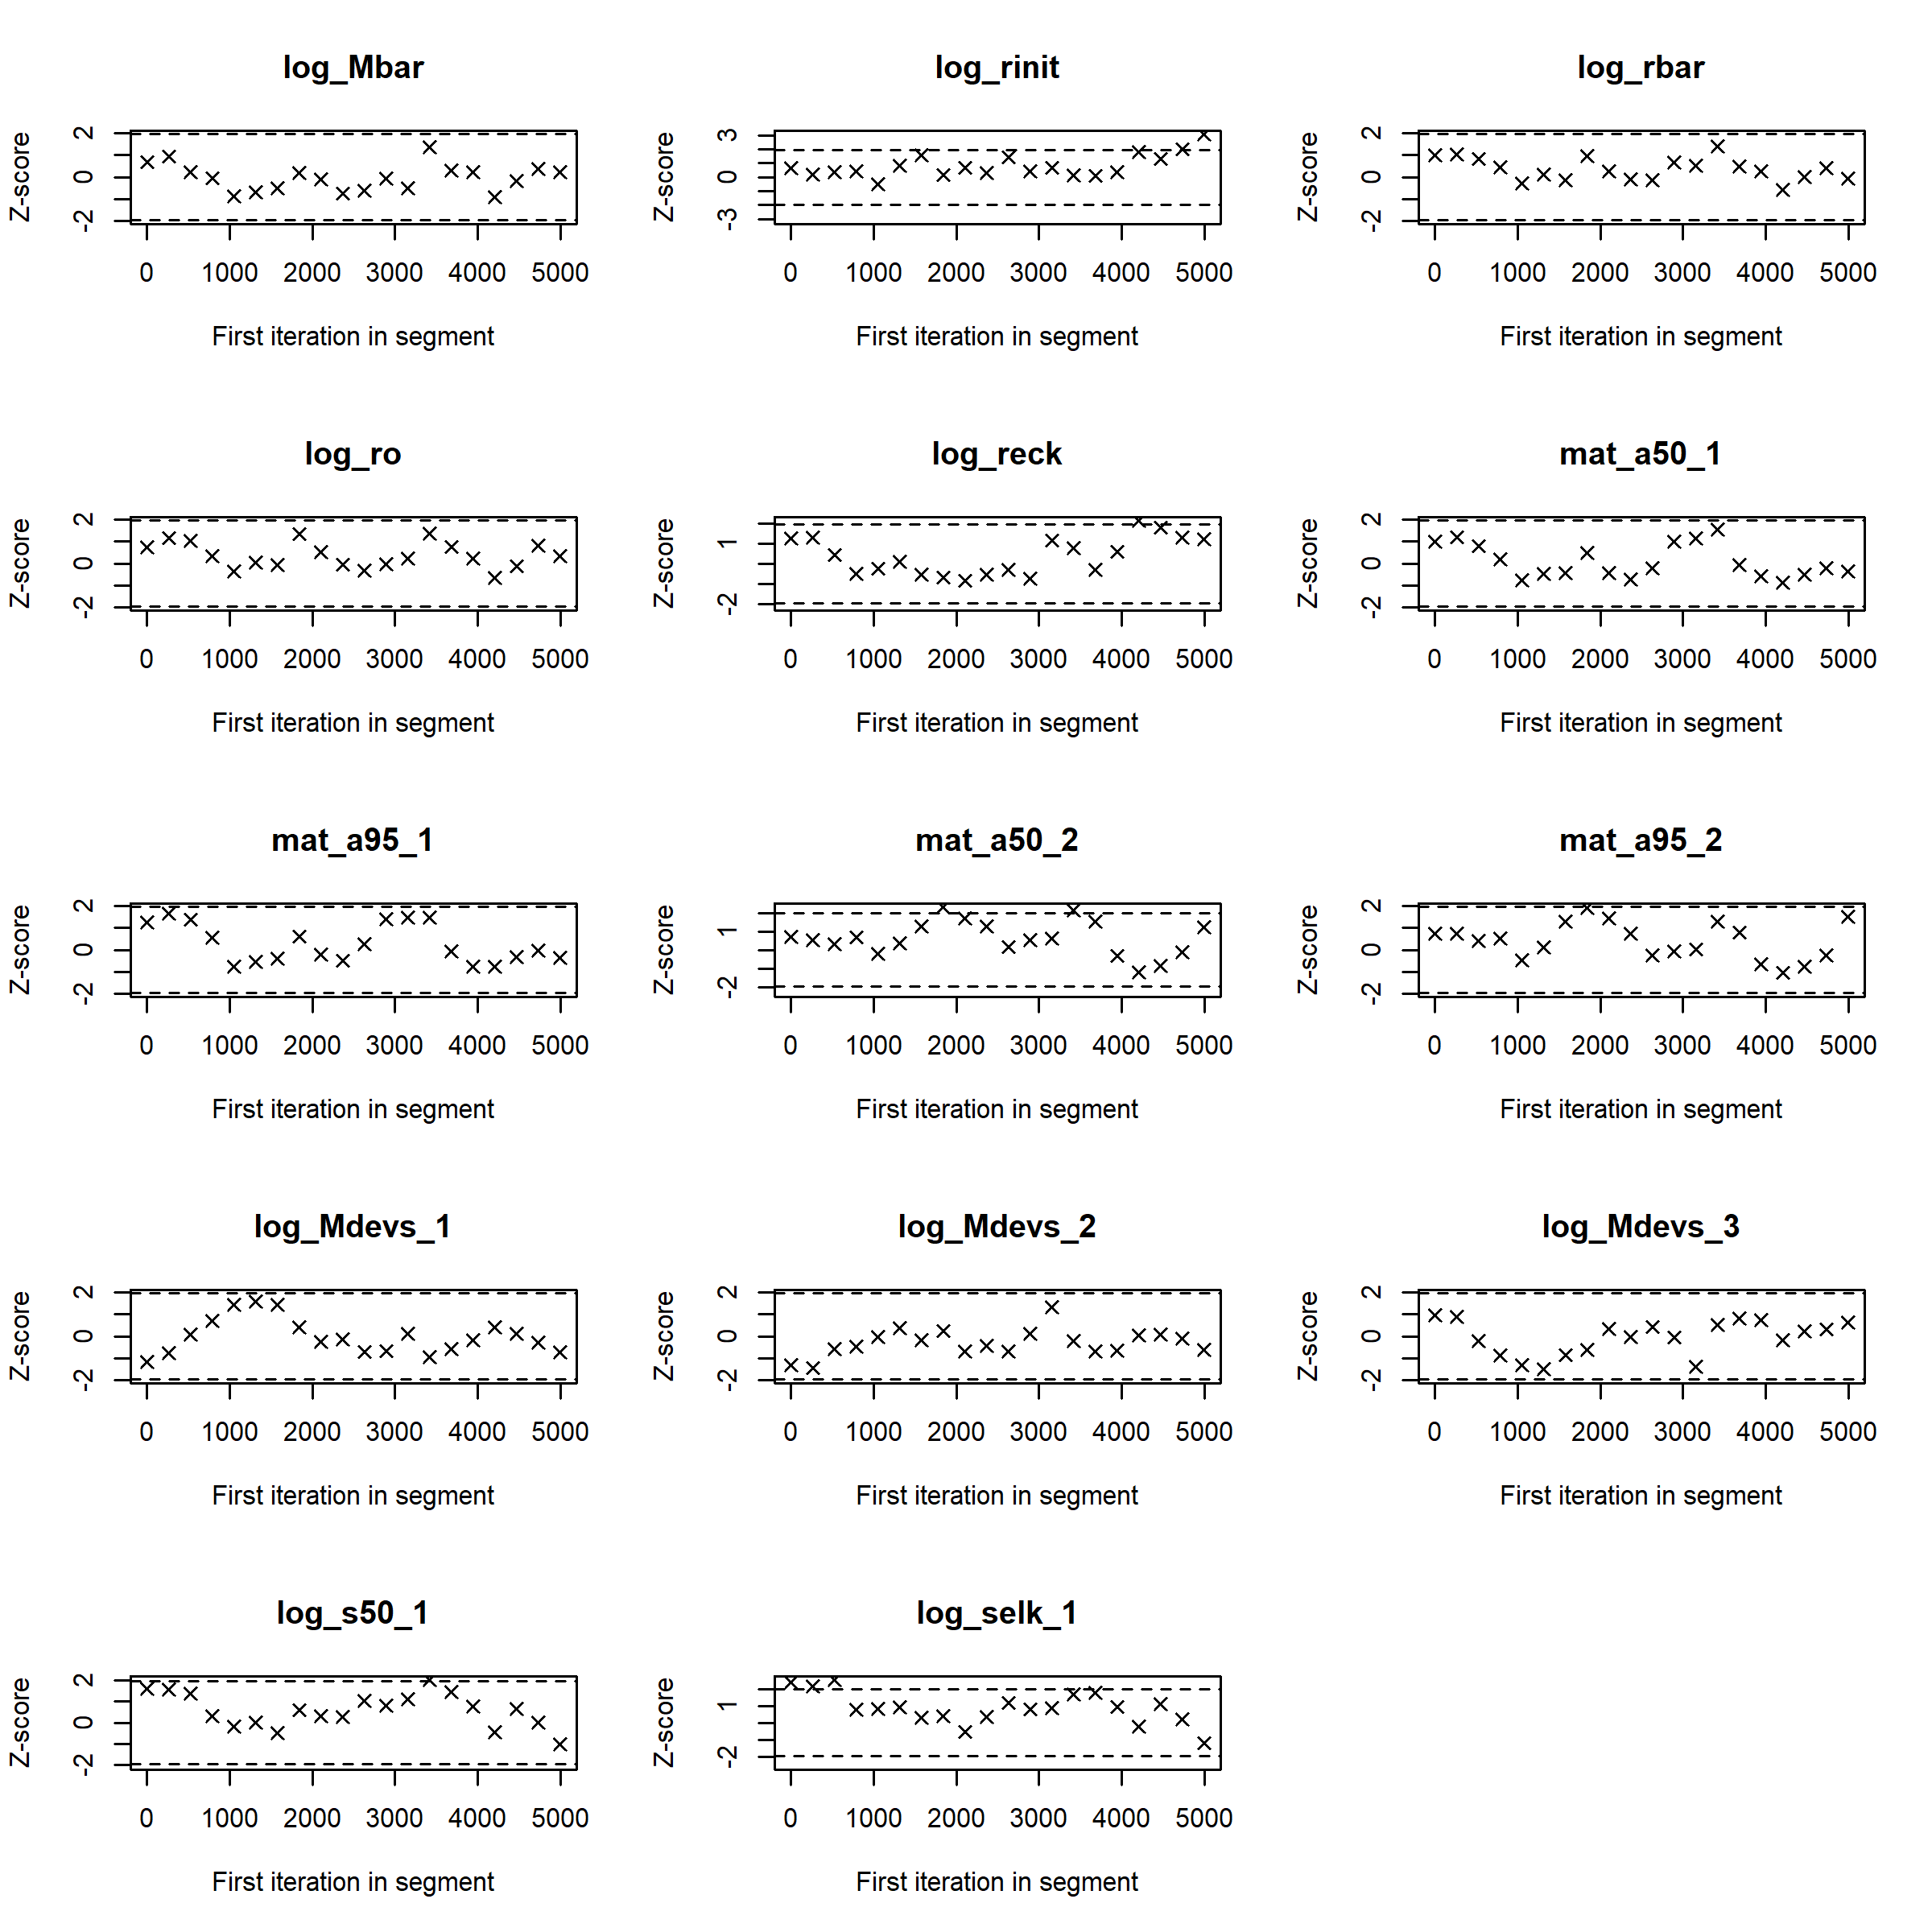 log_Mbar
Z-score
2
0
-2
0 1000 2000 3000 4000 5000
First iteration in segment
log_rinit
Z-score
3
0
-3
0 1000 2000 3000 4000 5000
First iteration in segment
log_rbar
Z-score
2
0
-2
0 1000 2000 3000 4000 5000
First iteration in segment
log_ro
Z-score
2
0
-2
0 1000 2000 3000 4000 5000
First iteration in segment
log_reck
Z-score
1
-2
0 1000 2000 3000 4000 5000
First iteration in segment
mat_a50_1
Z-score
2
0
-2
0 1000 2000 3000 4000 5000
First iteration in segment
mat_a95_1
Z-score
2
0
-2
0 1000 2000 3000 4000 5000
First iteration in segment
mat_a50_2
Z-score
1
-2
0 1000 2000 3000 4000 5000
First iteration in segment
mat_a95_2
Z-score
2
0
-2
0 1000 2000 3000 4000 5000
First iteration in segment
log_Mdevs_1
Z-score
2
0
-2
0 1000 2000 3000 4000 5000
First iteration in segment
log_Mdevs_2
Z-score
2
0
-2
0 1000 2000 3000 4000 5000
First iteration in segment
log_Mdevs_3
Z-score
2
0
-2
0 1000 2000 3000 4000 5000
First iteration in segment
log_s50_1
Z-score
2
0
-2
0 1000 2000 3000 4000 5000
First iteration in segment
log_selk_1
Z-score
1
-2
0 1000 2000 3000 4000 5000
First iteration in segment